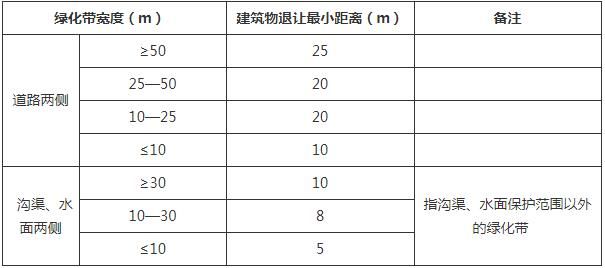 绿化带宽度（m） 建筑物退让最小距离（m） 备注
道路两侧
≥50 25
25—50 20
10—25 20
≤10 10
沟渠、水
面两侧
≥30 10
10—30 8
≤10 5
指沟渠、水面保护范围以外
的绿化带